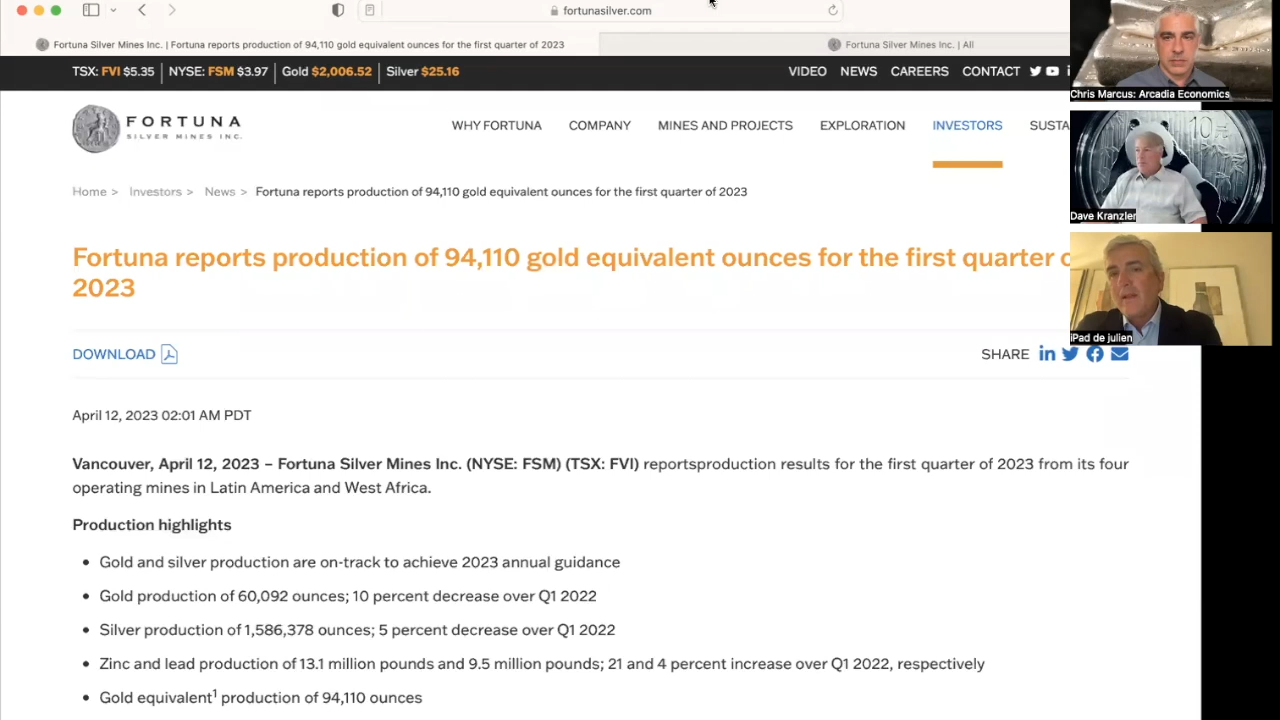 fortunasilver.com
Fortuna Silver Mines Inc. | Fortuna reports production of 94,110 gold equivalent ounces for the first quarter of 2023
Fortuna Silver Mines Inc. | All
TSX: FVI $5.35 NYSE: FSM $3.97 Gold $2,006.52 Silver $25.16
VIDEO NEWS CAREERS CONTACT
Chris Marcus: Arcadia Economics
FORTUNA
SILVER MINES INC.
WHY FORTUNA COMPANY MINES AND PROJECTS EXPLORATION INVESTORS SUSTA
10元
Dave Kranzler
Home > Investors > News > Fortuna reports production of 94,110 gold equivalent ounces for the first quarter of 2023
Fortuna reports production of 94,110 gold equivalent ounces for the first quarter o
2023
iPad de julien
DOWNLOAD
SHARE
April 12, 2023 02:01 AM PDT
Vancouver, April 12, 2023 – Fortuna Silver Mines Inc. (NYSE: FSM) (TSX: FVI) reportsproduction results for the first quarter of 2023 from its four
operating mines in Latin America and West Africa.
Production highlights
• Gold and silver production are on-track to achieve 2023 annual guidance
• Gold production of 60,092 ounces; 10 percent decrease over Q1 2022
• Silver production of 1,586,378 ounces; 5 percent decrease over Q1 2022
• Zinc and lead production of 13.1 million pounds and 9.5 million pounds; 21 and 4 percent increase over Q1 2022, respectively
• Gold equivalent¹ production of 94,110 ounces